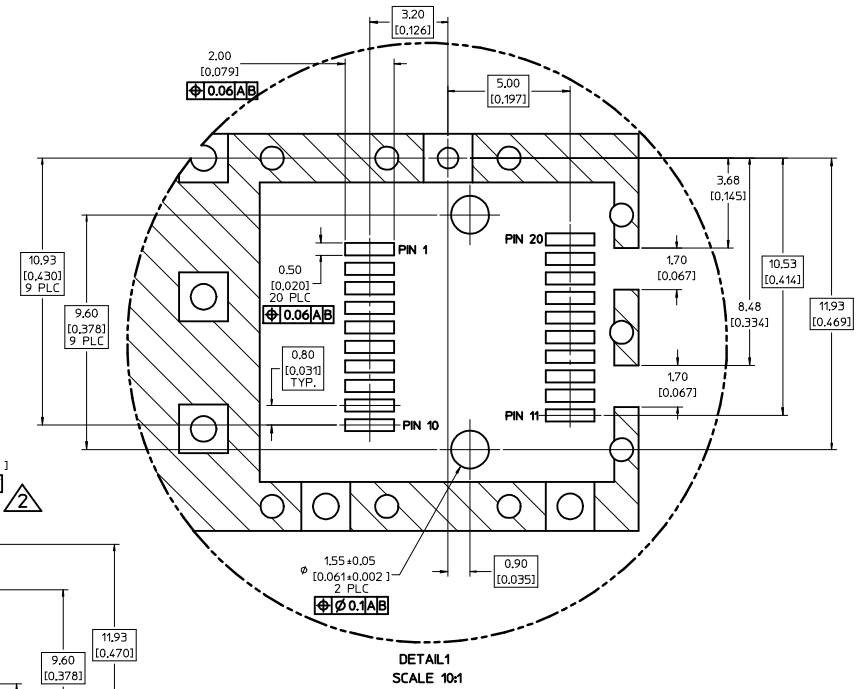 3.20
[0.126]
2.00
[0.079]
⌖ 0.06 A B
5.00
[0.197]
3.68
[0.145]
PIN 1
PIN 20
10.93
[0.430]
9 PLC
0.50
[0.020]
20 PLC
⌖ 0.06 A B
1.70
[0.067]
10.53
[0.414]
9.60
[0.378]
9 PLC
8.48
[0.334]
11.93
[0.469]
0.80
[0.031]
TYP.
1.70
[0.067]
PIN 10
PIN 11
]
2
⌀ 1.55±0.05
[0.061±0.002 ]
2 PLC
⌖ ⌀ 0.1 A B
0.90
[0.035]
11.93
[0.470]
9.60
[0.378]
DETAIL1
SCALE 10:1